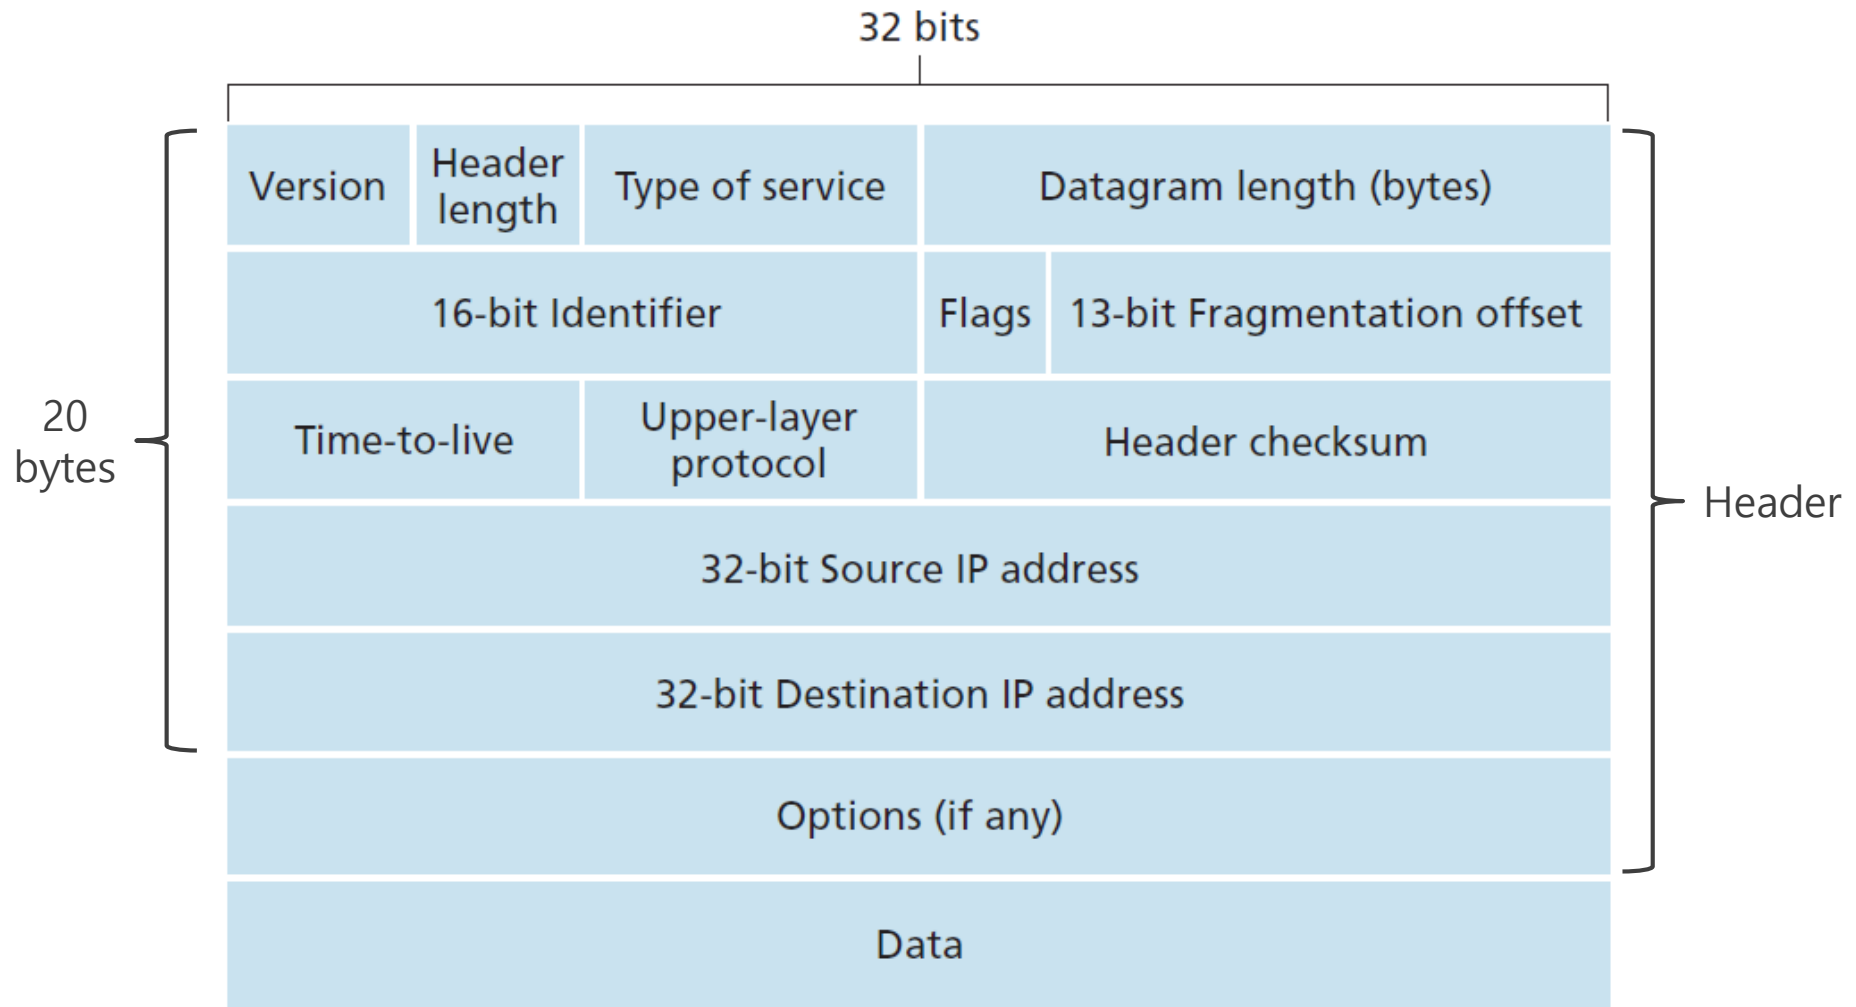 32 bits
Version
Header
length
Type of service
Datagram length (bytes)
16-bit Identifier
Flags
13-bit Fragmentation offset
20
bytes
Time-to-live
Upper-layer
protocol
Header checksum
Header
32-bit Source IP address
32-bit Destination IP address
Options (if any)
Data